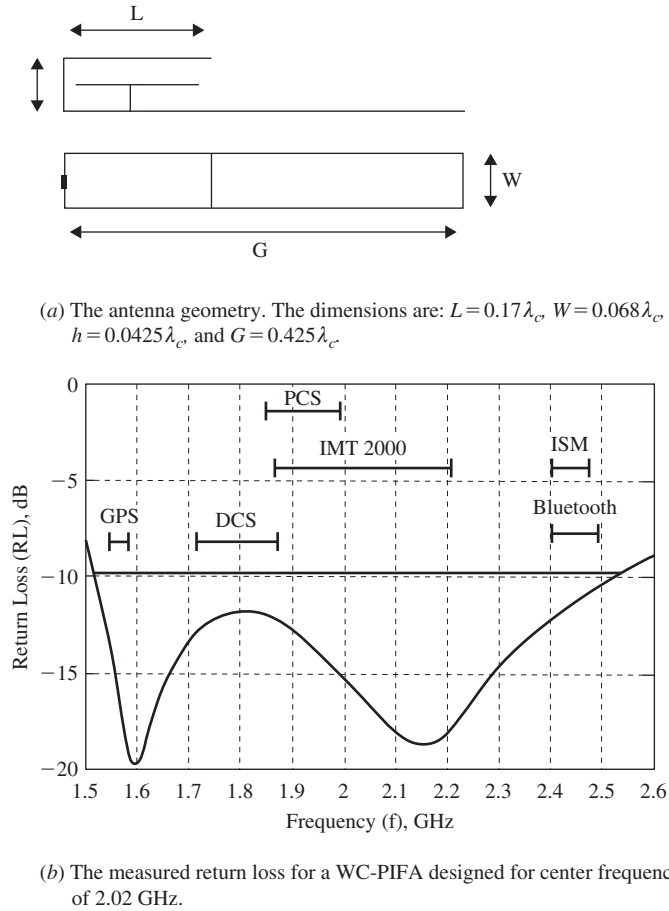 L
W
G
(a) The antenna geometry. The dimensions are: L = 0.17λc, W = 0.068λc,
h = 0.0425λc, and G = 0.425λc.
0
−5
−10
−15
−20
Return Loss (RL), dB
PCS
IMT 2000
ISM
GPS
DCS
Bluetooth
1.5 1.6 1.7 1.8 1.9 2 2.1 2.2 2.3 2.4 2.5 2.6
Frequency (f), GHz
(b) The measured return loss for a WC-PIFA designed for center frequenc
of 2.02 GHz.